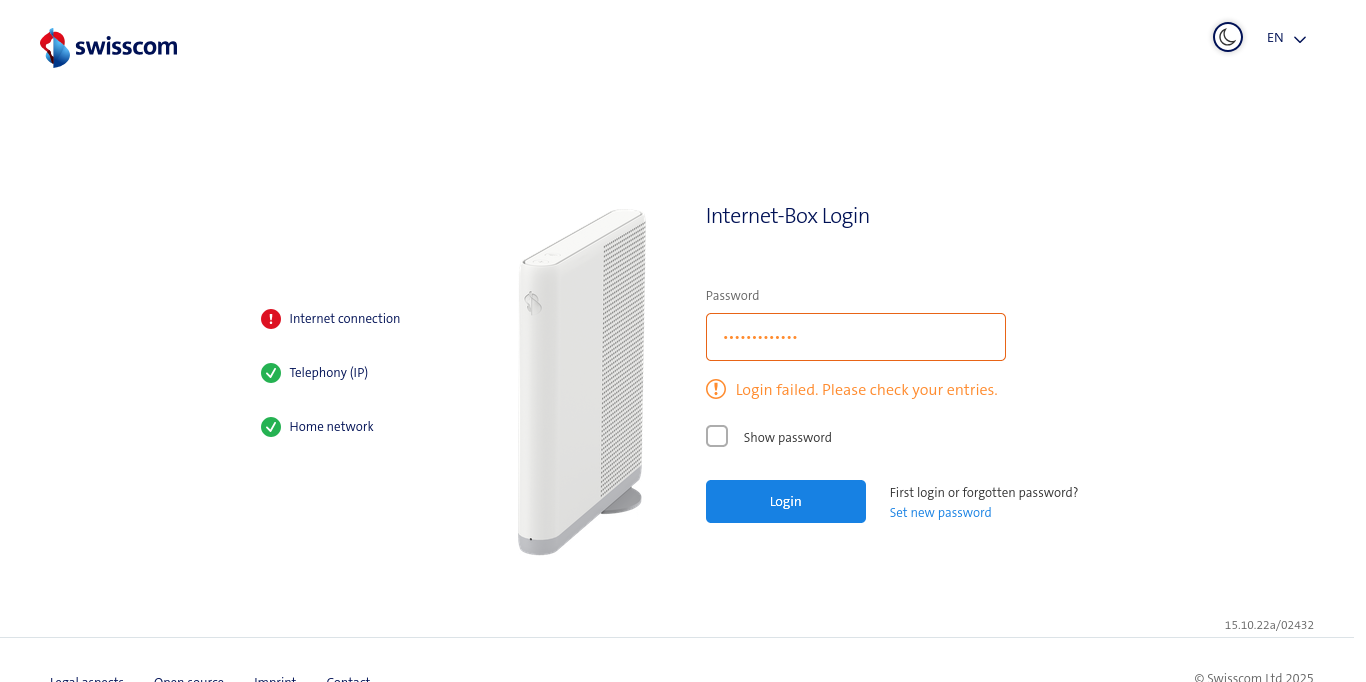 swisscom
EN
Internet-Box Login
Password
•••••••••••••
Internet connection
Telephony (IP)
Home network
Login failed. Please check your entries.
Show password
Login
First login or forgotten password?
Set new password
15.10.22a/02432
Legal aspects Open source Imprint Contact
© Swisscom Ltd 2025